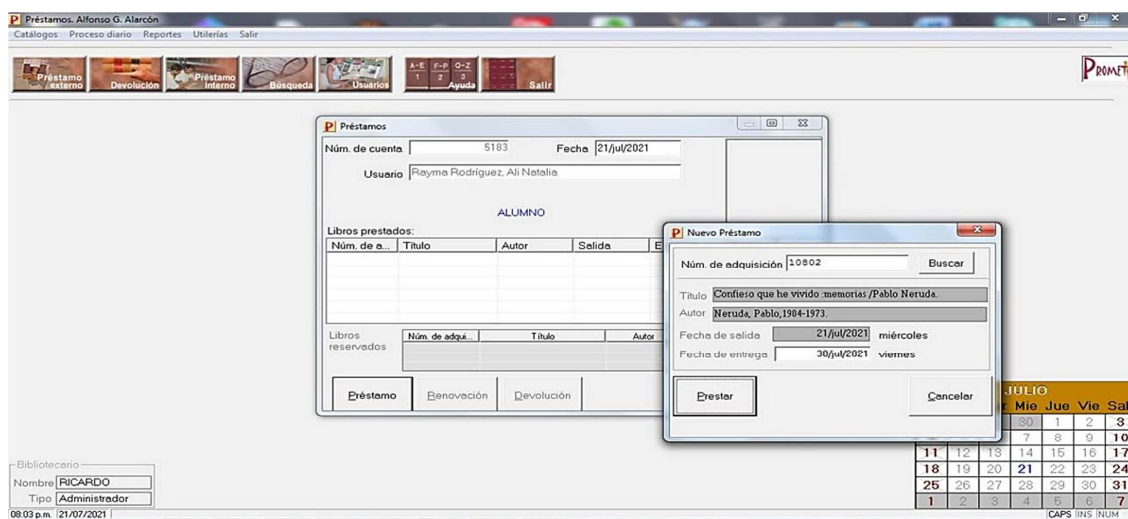 Préstamos. Alfonso G. Alarcón
Catálogos Proceso diario Reportes Utilerías Salir
Préstamo externo
Devolución
Préstamo interno
Búsqueda
Usuarios
A-E F-P O-Z
1 2 3
Ayuda
Salir
PROMET
Préstamos
Núm. de cuenta 5183 Fecha 21/jul/2021
Usuario Rayma Rodríguez, Ali Natalia
ALUMNO
Libros prestados:
Núm. de a... Título Autor Salida E
Libros reservados
Núm. de adqui... Título Autor
Préstamo Renovación Devolución
Nuevo Préstamo
Núm. de adquisición 10802 Buscar
Título Confieso que he vivido :memorias /Pablo Neruda.
Autor Neruda, Pablo,1904-1973.
Fecha de salida 21/jul/2021 miércoles
Fecha de entrega 30/jul/2021 viernes
Prestar Cancelar
JULIO
r Mie Jue Vie Sal
30 1 2 3
7 8 9 10
11 12 13 14 15 16 17
18 19 20 21 22 23 24
25 26 27 28 29 30 31
1 2 3 4 5 6 7
Bibliotecario
Nombre RICARDO
Tipo Administrador
08:03 p.m. 21/07/2021 CAPS INS NUM